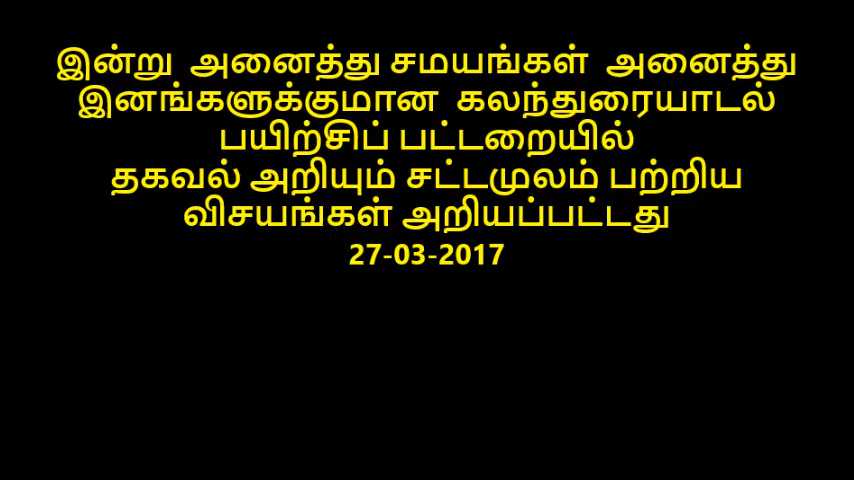 இன்று அனைத்து சமயங்கள் அனைத்து
இனங்களுக்குமான கலந்துரையாடல்
பயிற்சிப் பட்டறையில்
தகவல் அறியும் சட்டமுலம் பற்றிய
விசயங்கள் அறியப்பட்டது
27-03-2017